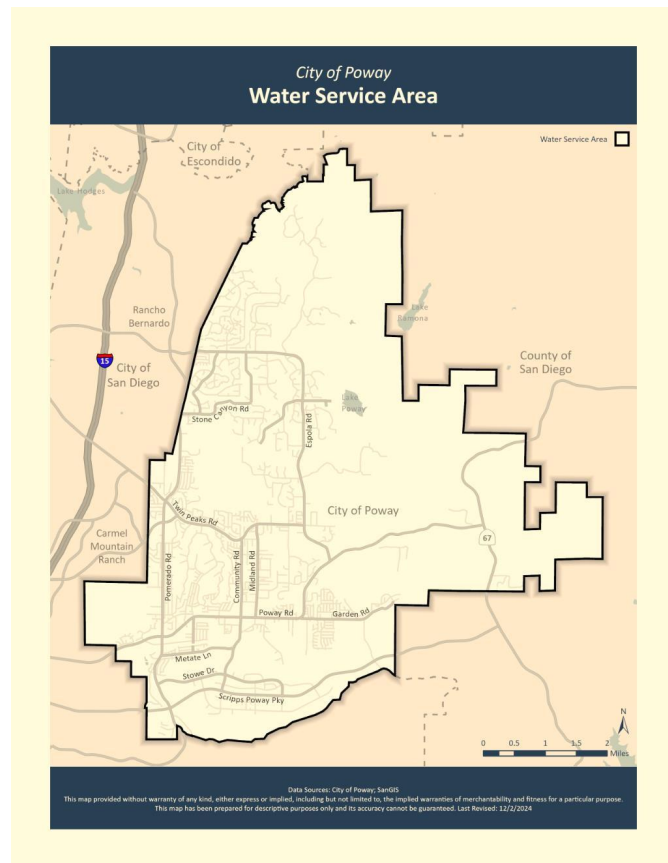 City of Poway
Water Service Area
Water Service Area
City of
Escondido
Lake Hodges
Rancho
Bernardo
Lake
Ramona
15
City of
San Diego
County of
San Diego
Lake
Poway
Stone Canyon Rd
Espola Rd
Twin Peaks Rd
City of Poway
67
Carmel
Mountain
Ranch
Pomerado Rd
Community Rd
Midland Rd
Poway Rd
Garden Rd
Metate Ln
Stowe Dr
Scripps Poway Pky
N
0 0.5 1 1.5 2
Miles
Data Sources: City of Poway; SanGIS
This map provided without warranty of any kind, either express or implied, including but not limited to, the implied warranties of merchantability and fitness for a particular purpose.
This map has been prepared for descriptive purposes only and its accuracy cannot be guaranteed. Last Revised: 12/2/2024